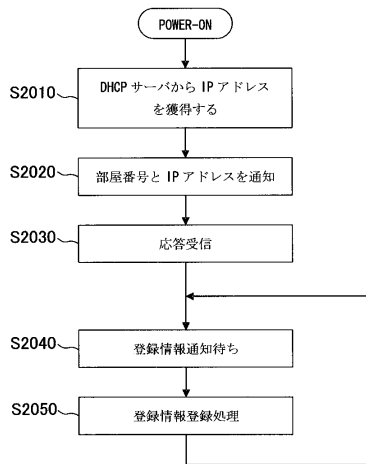 POWER-ON
S2010
DHCP サーバから IP アドレス
を獲得する
S2020
部屋番号と IP アドレスを通知
S2030
応答受信
S2040
登録情報通知待ち
S2050
登録情報登録処理